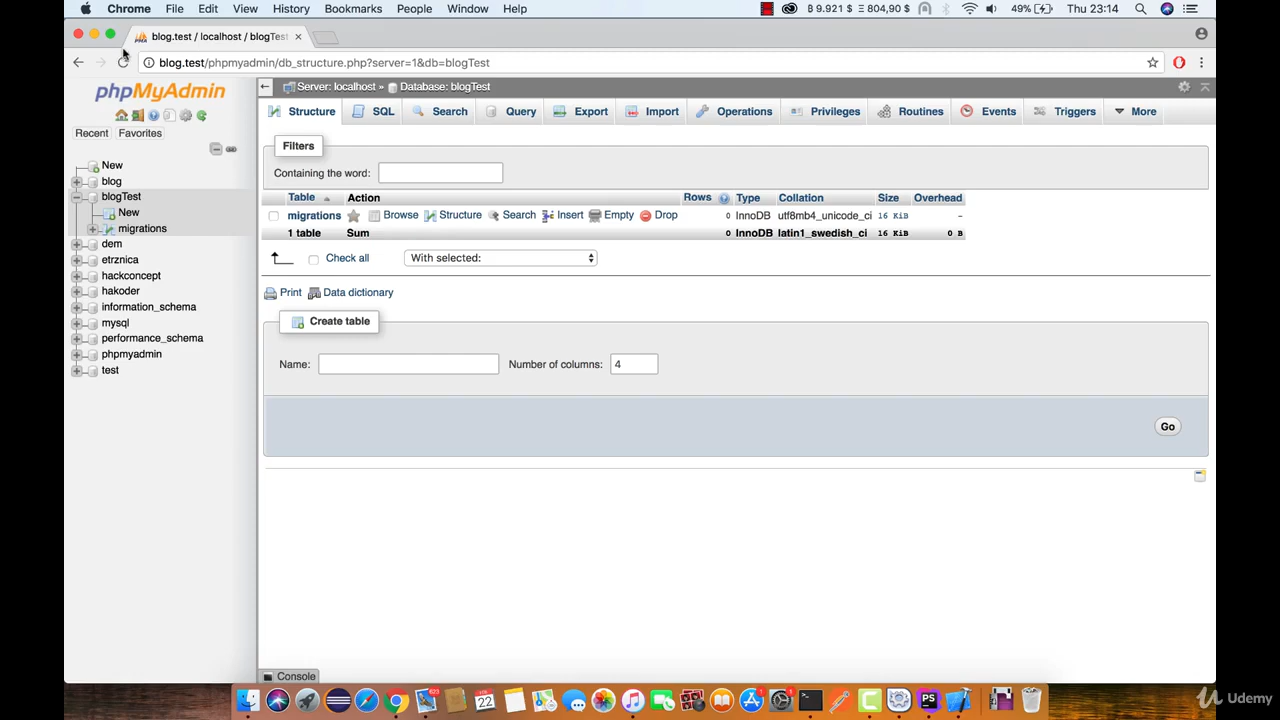 Chrome File Edit View History Bookmarks People Window Help ₿ 9.921 $ Ξ 804,90 $ 49% Thu 23:14
blog.test / localhost / blogTest
blog.test/phpmyadmin/db_structure.php?server=1&db=blogTest
phpMyAdmin
Recent Favorites
New
blog
blogTest
New
migrations
dem
etrznica
hackconcept
hakoder
information_schema
mysql
performance_schema
phpmyadmin
test
Server: localhost » Database: blogTest
Structure SQL Search Query Export Import Operations Privileges Routines Events Triggers More
Filters
Containing the word:
Table Action Rows Type Collation Size Overhead
migrations Browse Structure Search Insert Empty Drop 0 InnoDB utf8mb4_unicode_ci 16 KiB –
1 table Sum 0 InnoDB latin1_swedish_ci 16 KiB 0 B
Check all With selected:
Print Data dictionary
Create table
Name: Number of columns: 4
Go
Console
Udemy